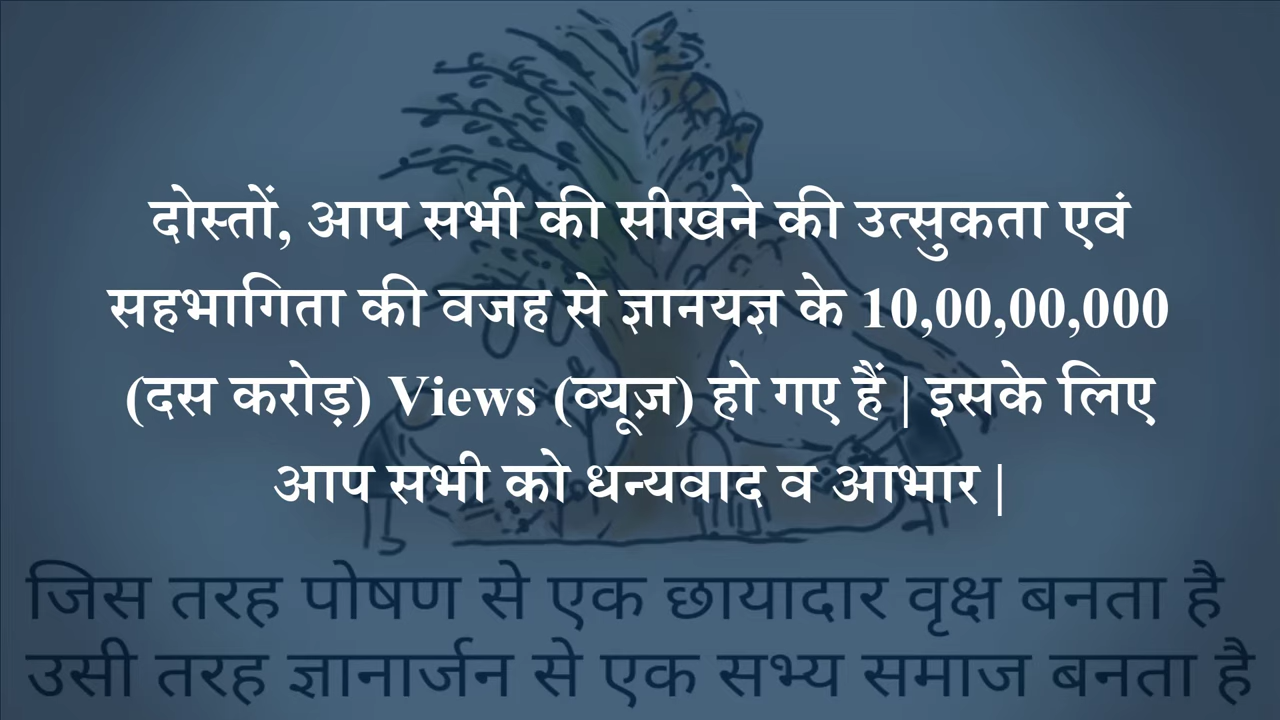 दोस्तों, आप सभी की सीखने की उत्सुकता एवं
सहभागिता की वजह से ज्ञानयज्ञ के 10,00,00,000
(दस करोड़) Views (व्यूज़) हो गए हैं | इसके लिए
आप सभी को धन्यवाद व आभार |
जिस तरह पोषण से एक छायादार वृक्ष बनता है
उसी तरह ज्ञानार्जन से एक सभ्य समाज बनता है